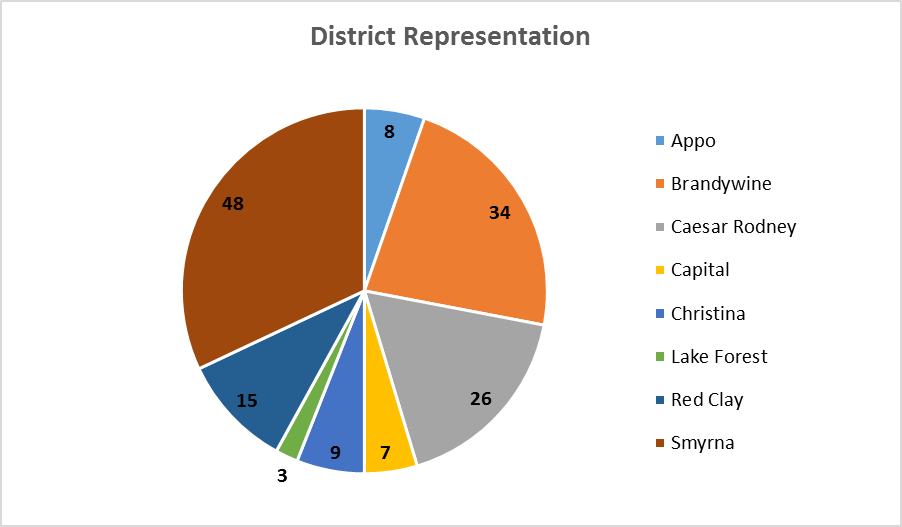 District Representation
8
34
26
7
9
3
15
48
Appo
Brandywine
Caesar Rodney
Capital
Christina
Lake Forest
Red Clay
Smyrna